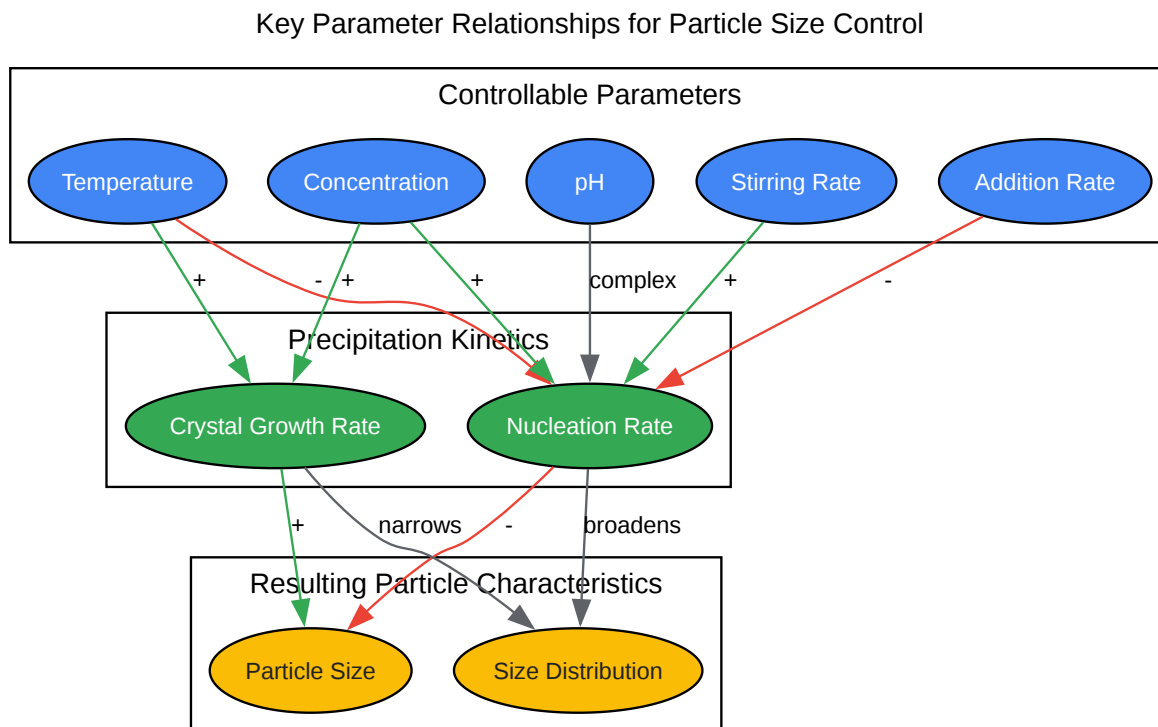 Key Parameter Relationships for Particle Size Control
Controllable Parameters
Temperature
Concentration
pH
Stirring Rate
Addition Rate
+
-
+
+
complex
+
-
Precipitation Kinetics
Crystal Growth Rate
Nucleation Rate
+
narrows
-
broadens
Resulting Particle Characteristics
Particle Size
Size Distribution